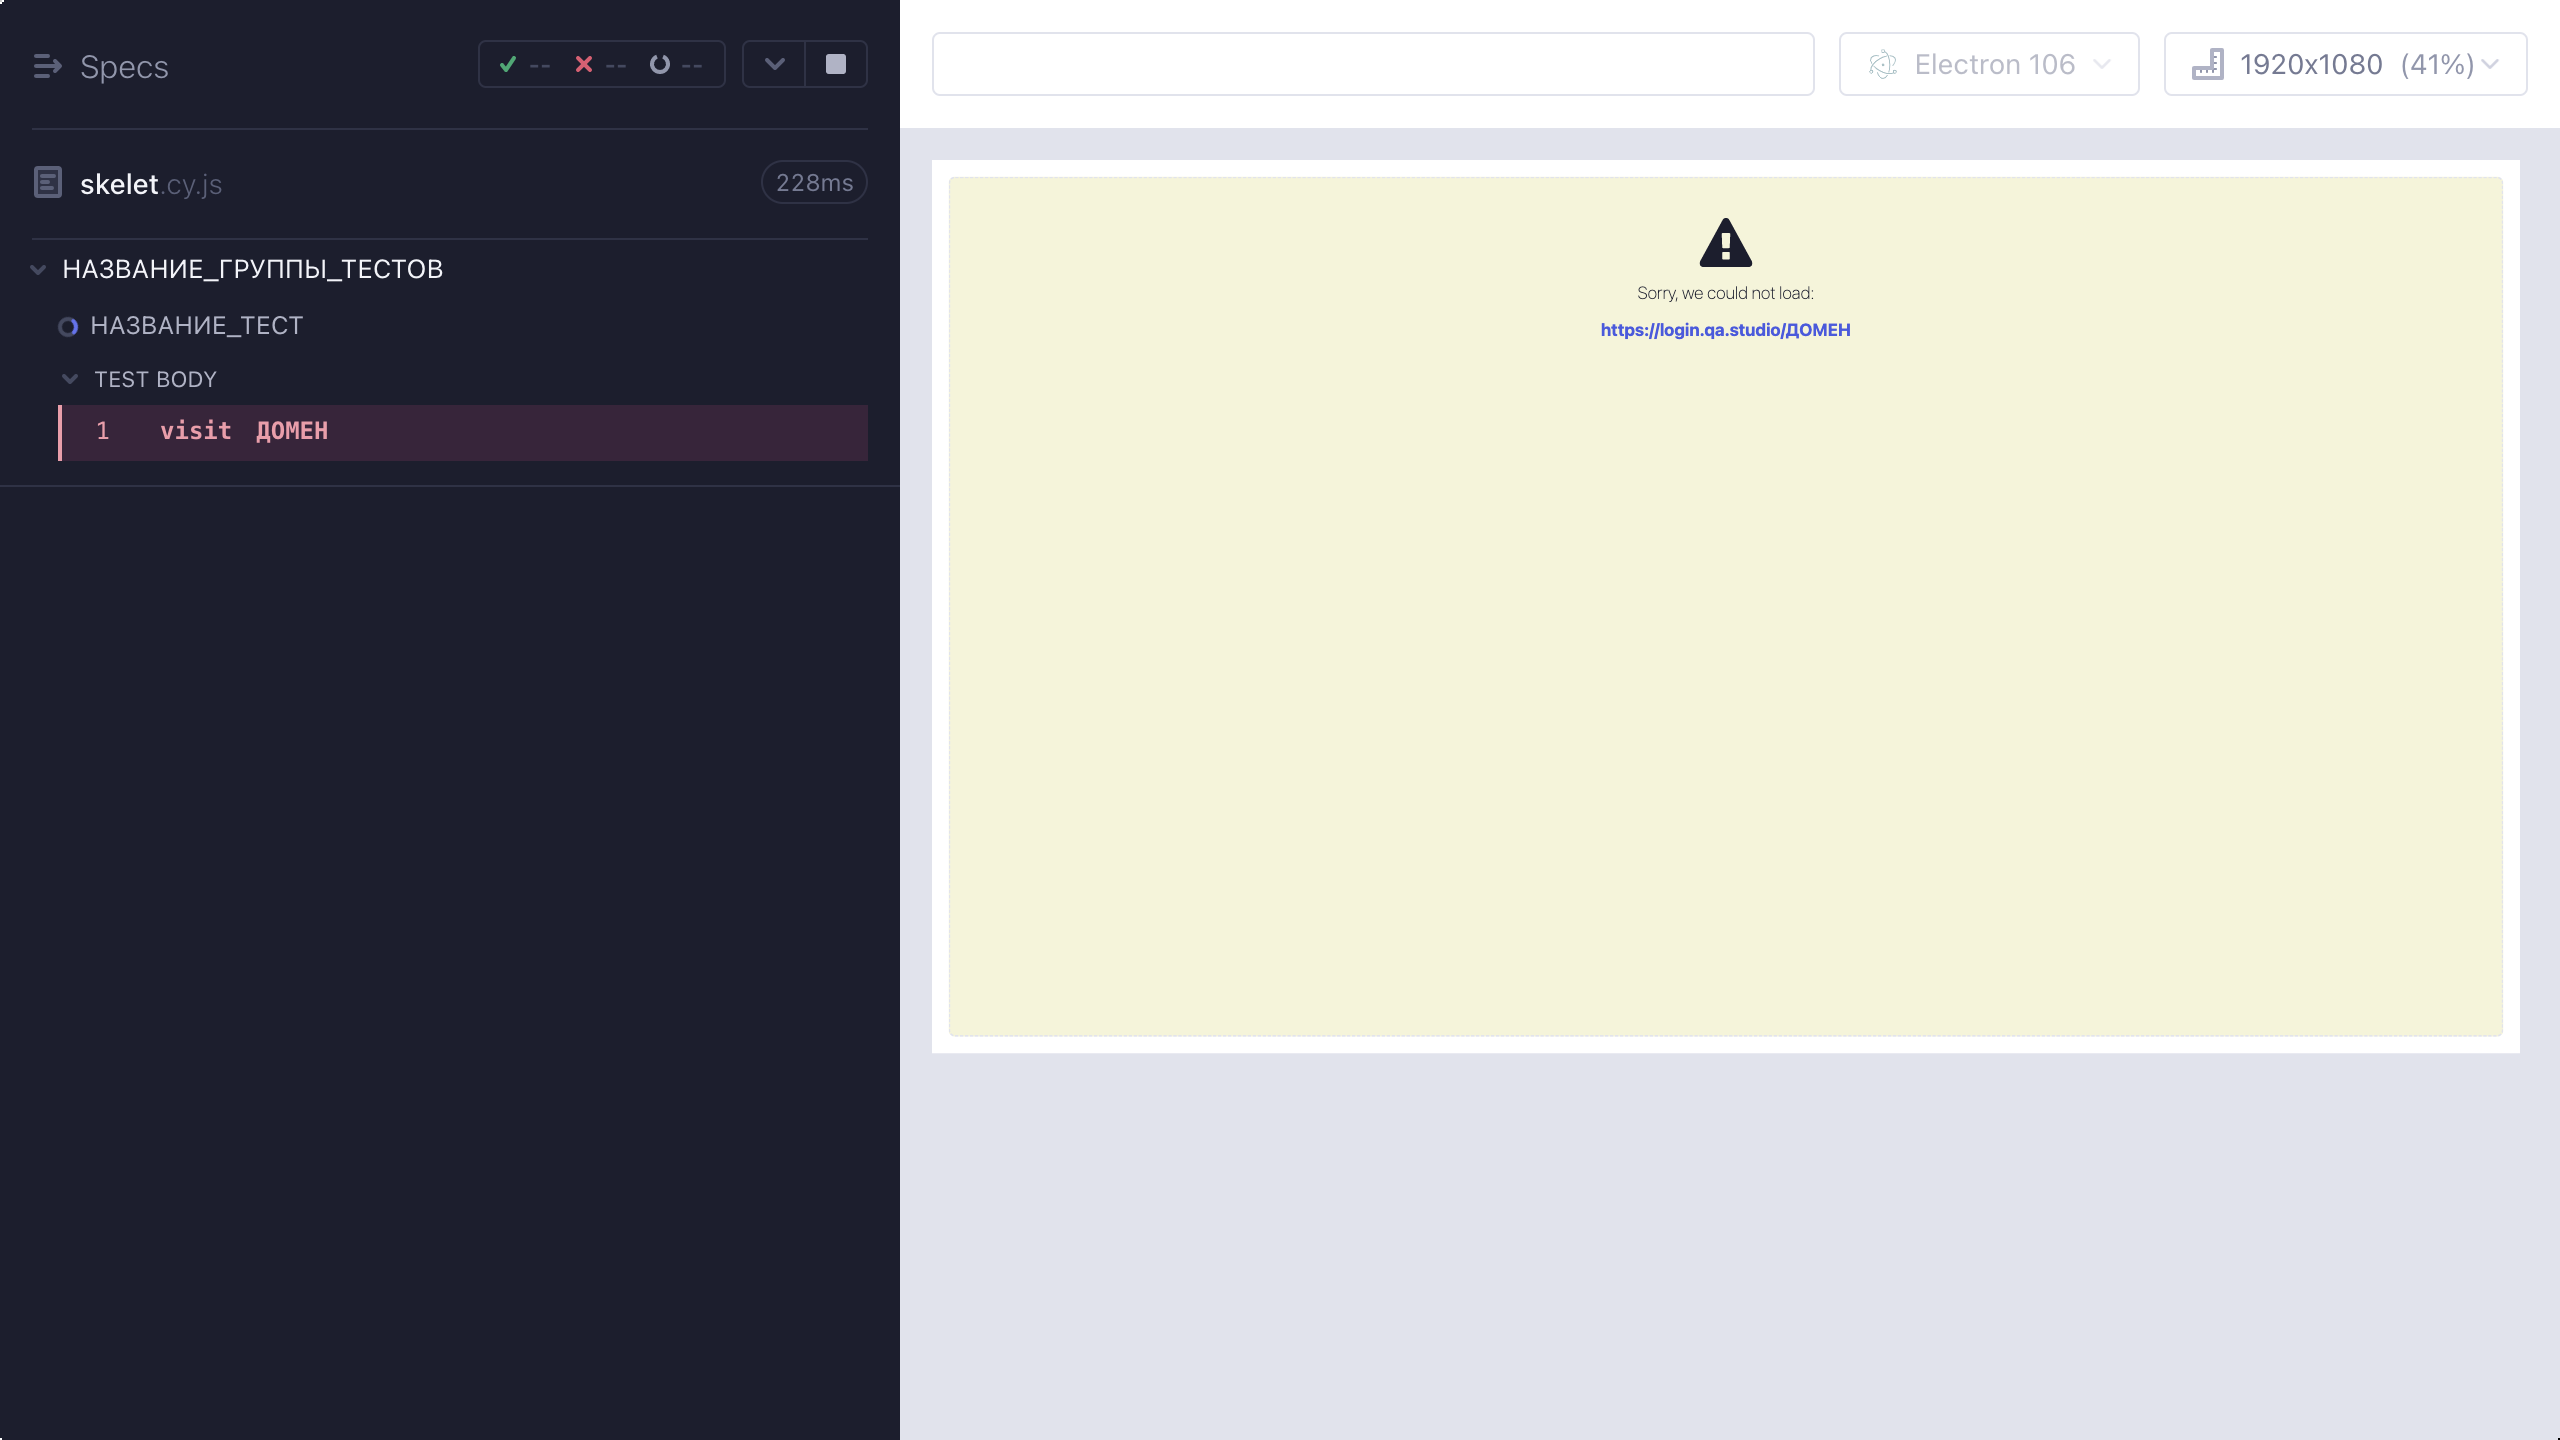 Specs
-- -- --
skelet.cy.js
228ms
НАЗВАНИЕ_ГРУППЫ_ТЕСТОВ
НАЗВАНИЕ_ТЕСТ
TEST BODY
1 visit ДОМЕН
Electron 106
1920x1080 (41%)
Sorry, we could not load:
https://login.qa.studio/ДОМЕН